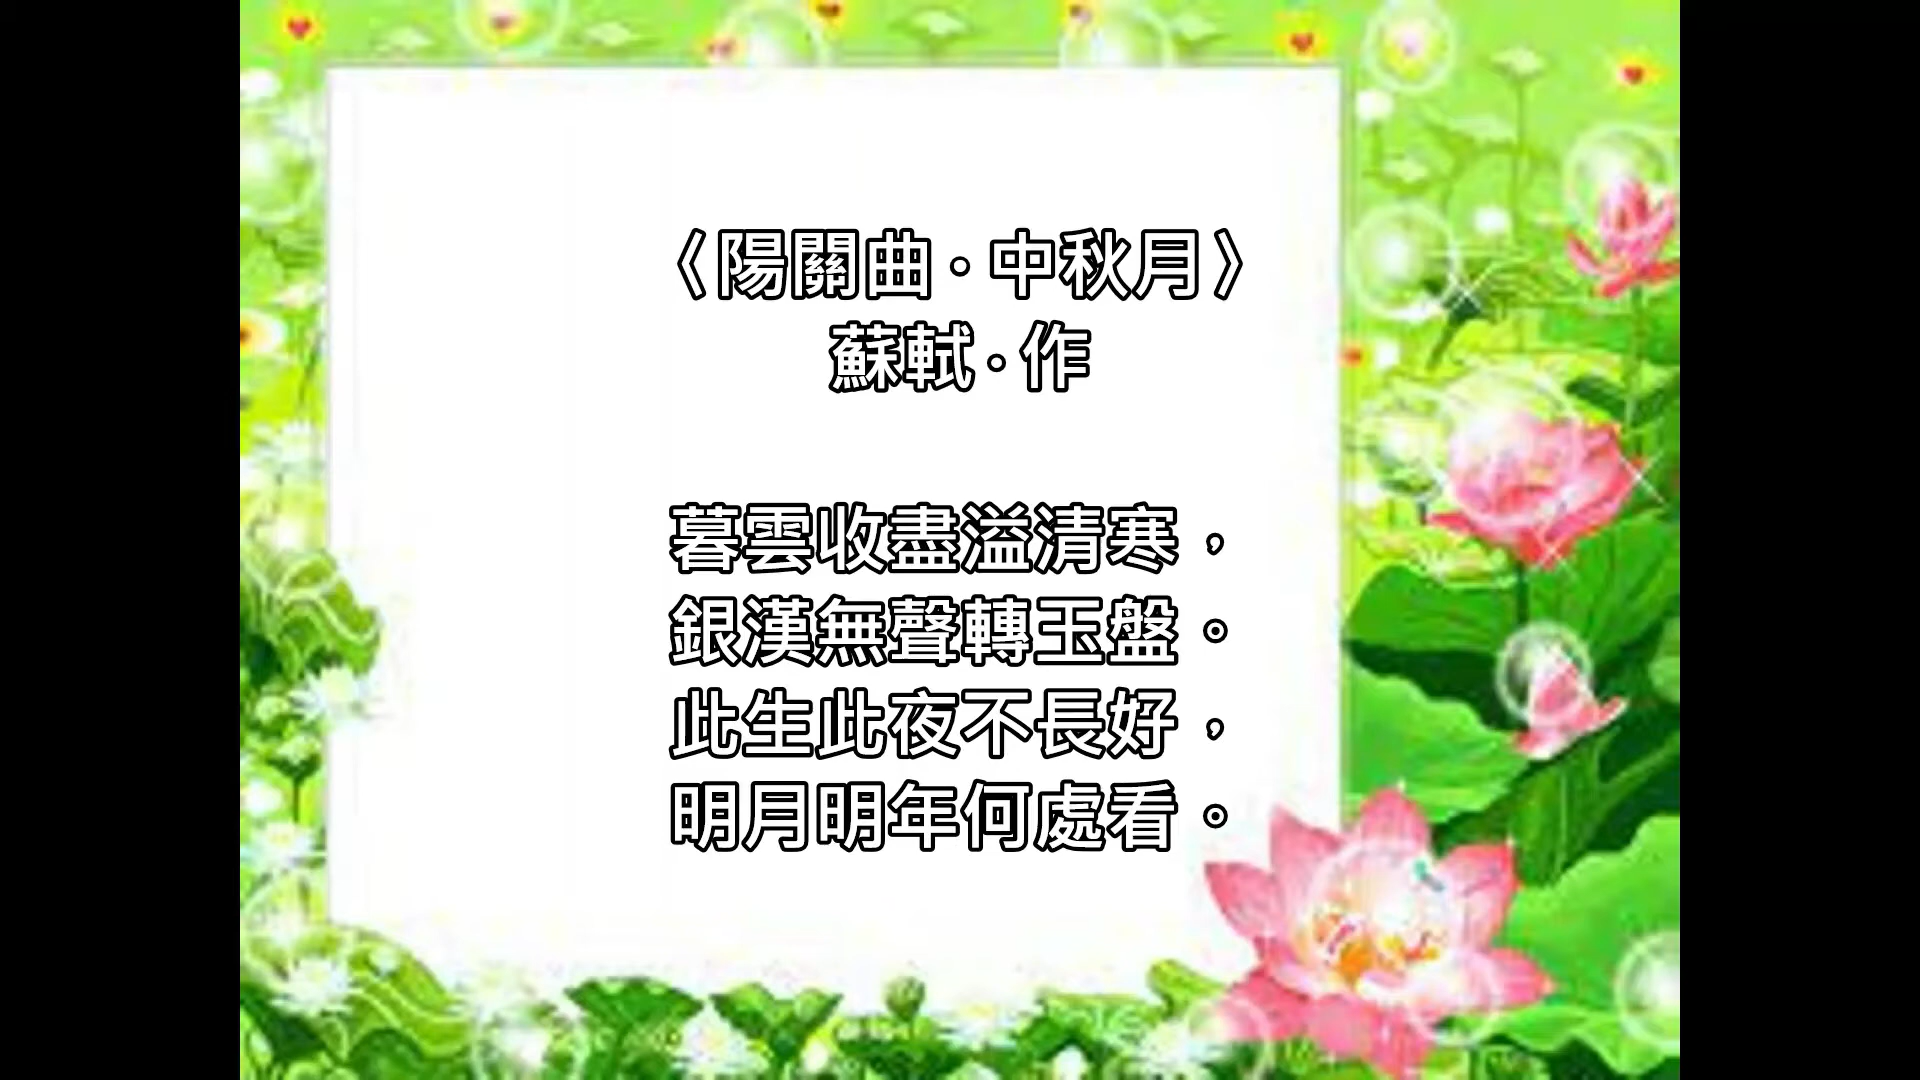 〈陽關曲·中秋月〉
蘇軾·作
暮雲收盡溢清寒，
銀漢無聲轉玉盤。
此生此夜不長好，
明月明年何處看。